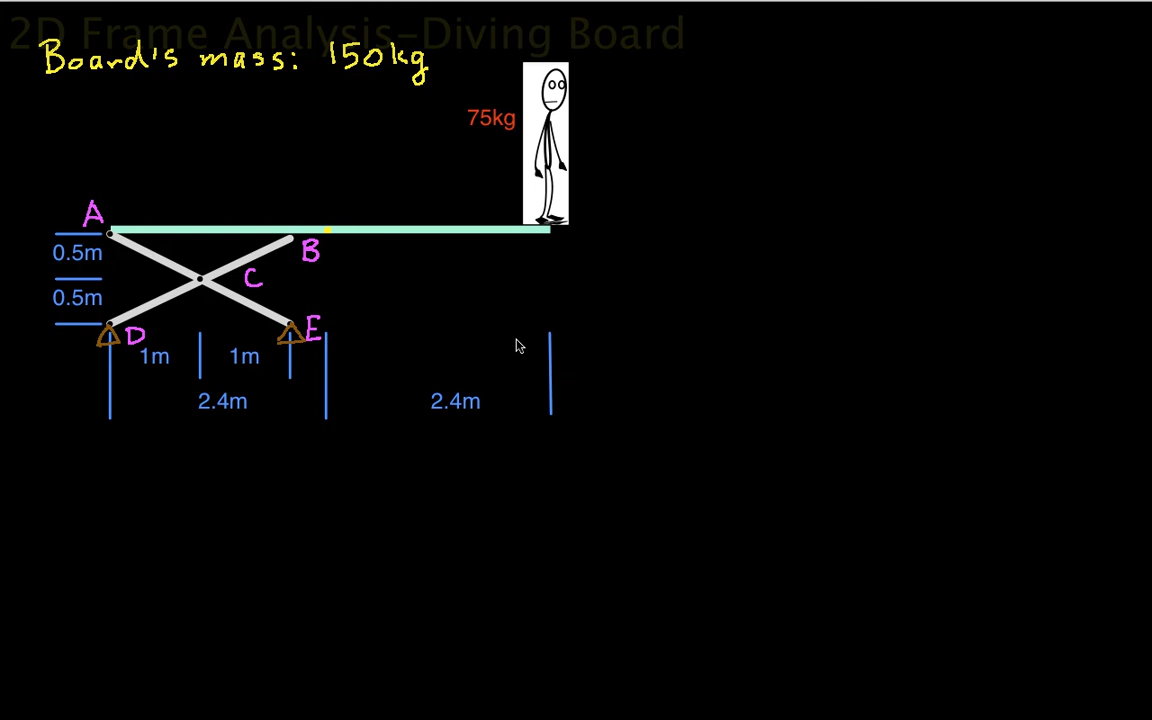 2D Frame Analysis-Diving Board
Board's mass: 150kg
75kg
A
0.5m
B
C
0.5m
D
E
1m
1m
2.4m
2.4m